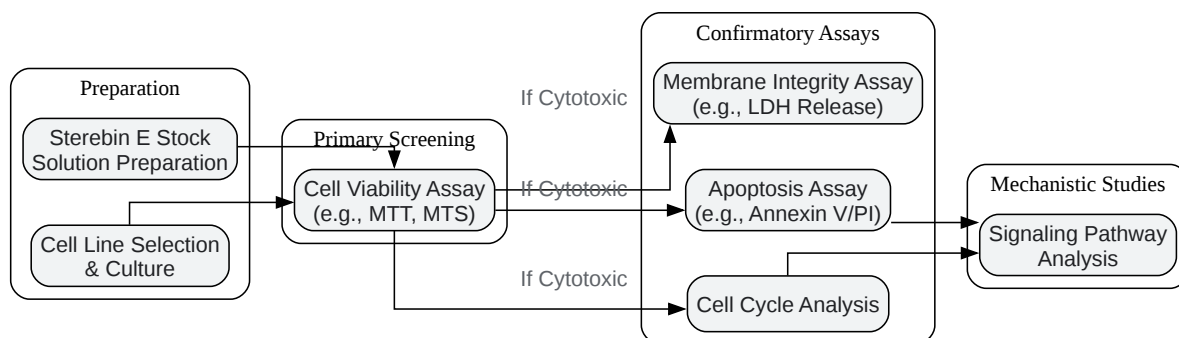 Preparation
Sterebin E Stock
Solution Preparation
Cell Line Selection
& Culture
Primary Screening
Cell Viability Assay
(e.g., MTT, MTS)
If Cytotoxic
If Cytotoxic
If Cytotoxic
Confirmatory Assays
Membrane Integrity Assay
(e.g., LDH Release)
Apoptosis Assay
(e.g., Annexin V/PI)
Cell Cycle Analysis
Mechanistic Studies
Signaling Pathway
Analysis